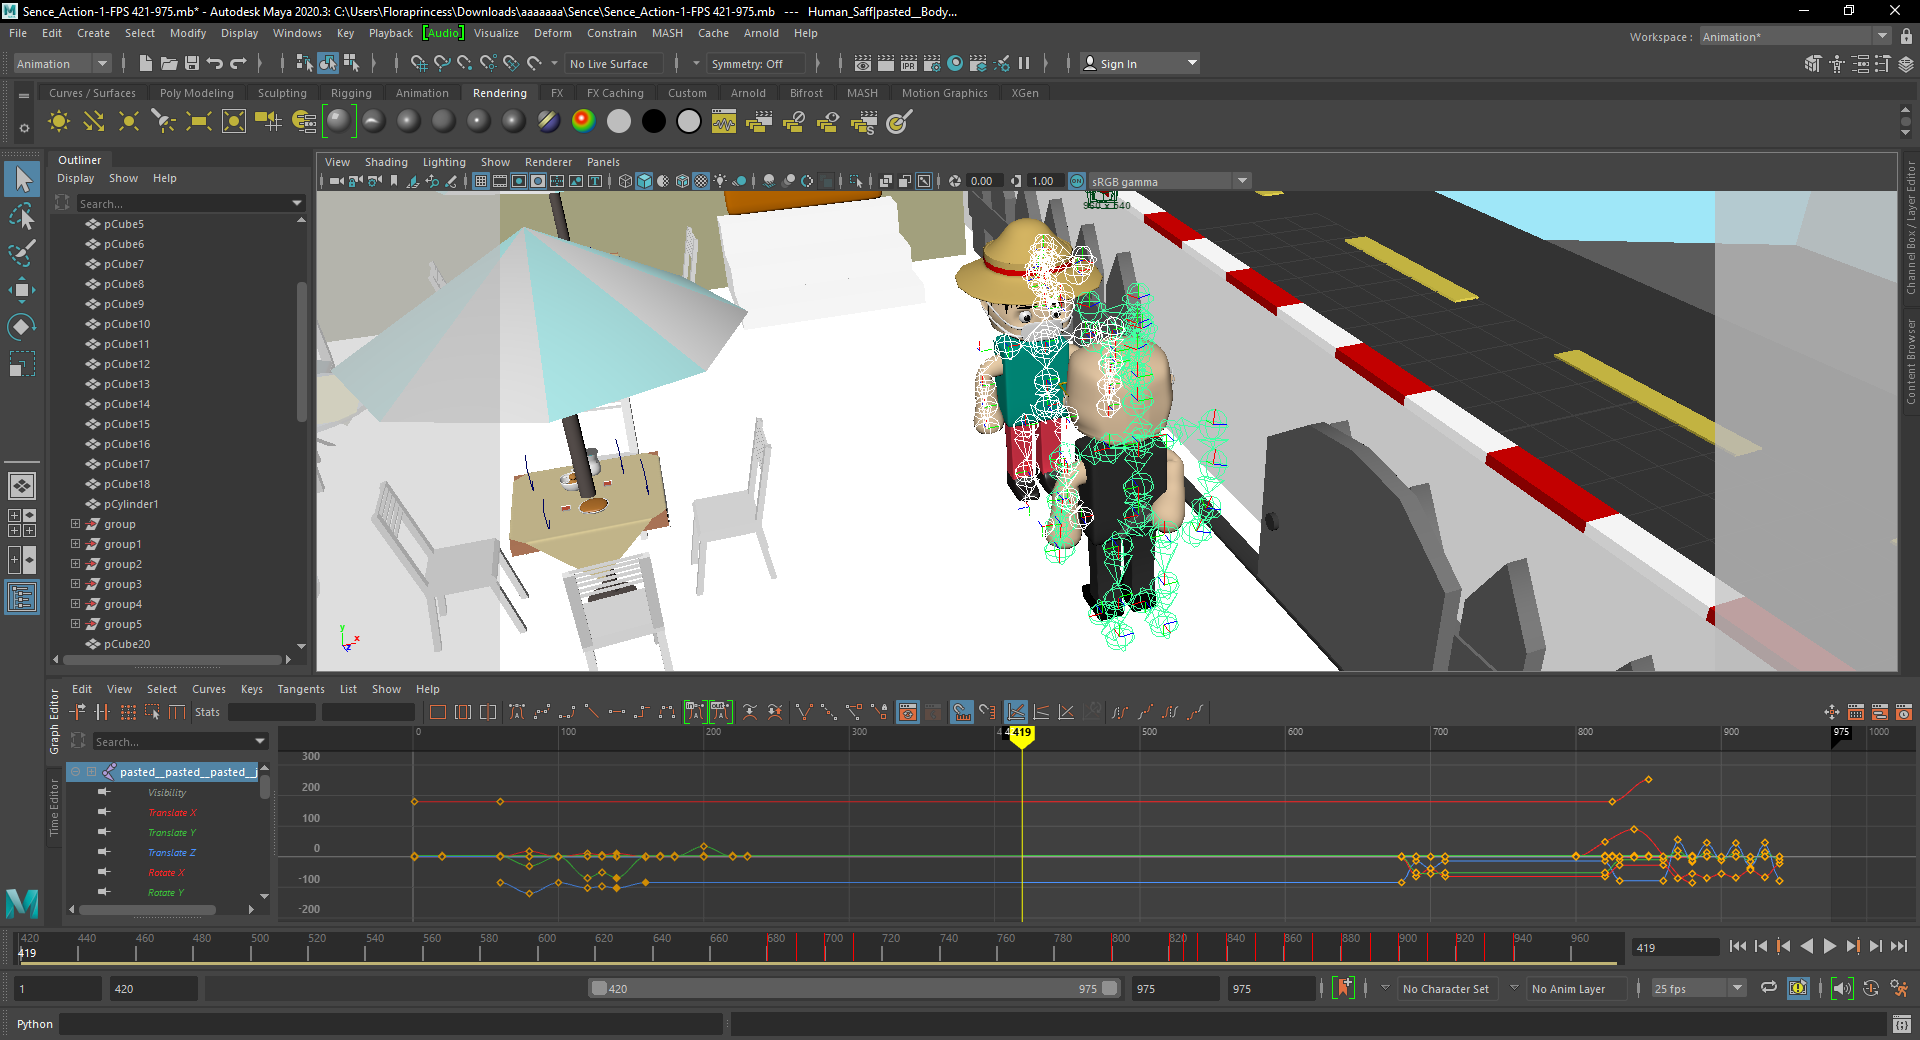 Sence_Action-1-FPS 421-975.mb* - Autodesk Maya 2020.3: C:\Users\Floraprincess\Downloads\aaaaaaa\Sence\Sence_Action-1-FPS 421-975.mb   ---   Human_Saff|pasted__Body...
File Edit Create Select Modify Display Windows Key Playback [Audio] Visualize Deform Constrain MASH Cache Arnold Help
Workspace : Animation*
Animation No Live Surface Symmetry: Off Sign In
Curves / Surfaces Poly Modeling Sculpting Rigging Animation Rendering FX FX Caching Custom Arnold Bifrost MASH Motion Graphics XGen
Outliner
Display Show Help
Search...
pCube5
pCube6
pCube7
pCube8
pCube9
pCube10
pCube11
pCube12
pCube13
pCube14
pCube15
pCube16
pCube17
pCube18
pCylinder1
group
group1
group2
group3
group4
group5
pCube20
View Shading Lighting Show Renderer Panels
0.00 1.00 sRGB gamma
960 x 540
y
x
z
Channel Box / Layer Editor
Content Browser
Graph Editor
Time Editor
Edit View Select Curves Keys Tangents List Show Help
Stats
Search...
pasted__pasted__pasted__j
Visibility
Translate X
Translate Y
Translate Z
Rotate X
Rotate Y
0 100 200 300 419 500 600 700 800 900 975 1000
300
200
100
0
-100
-200
420 440 460 480 500 520 540 560 580 600 620 640 660 680 700 720 740 760 780 800 820 840 860 880 900 920 940 960
419
419
1 420 420 975 975 975 No Character Set No Anim Layer 25 fps
Python